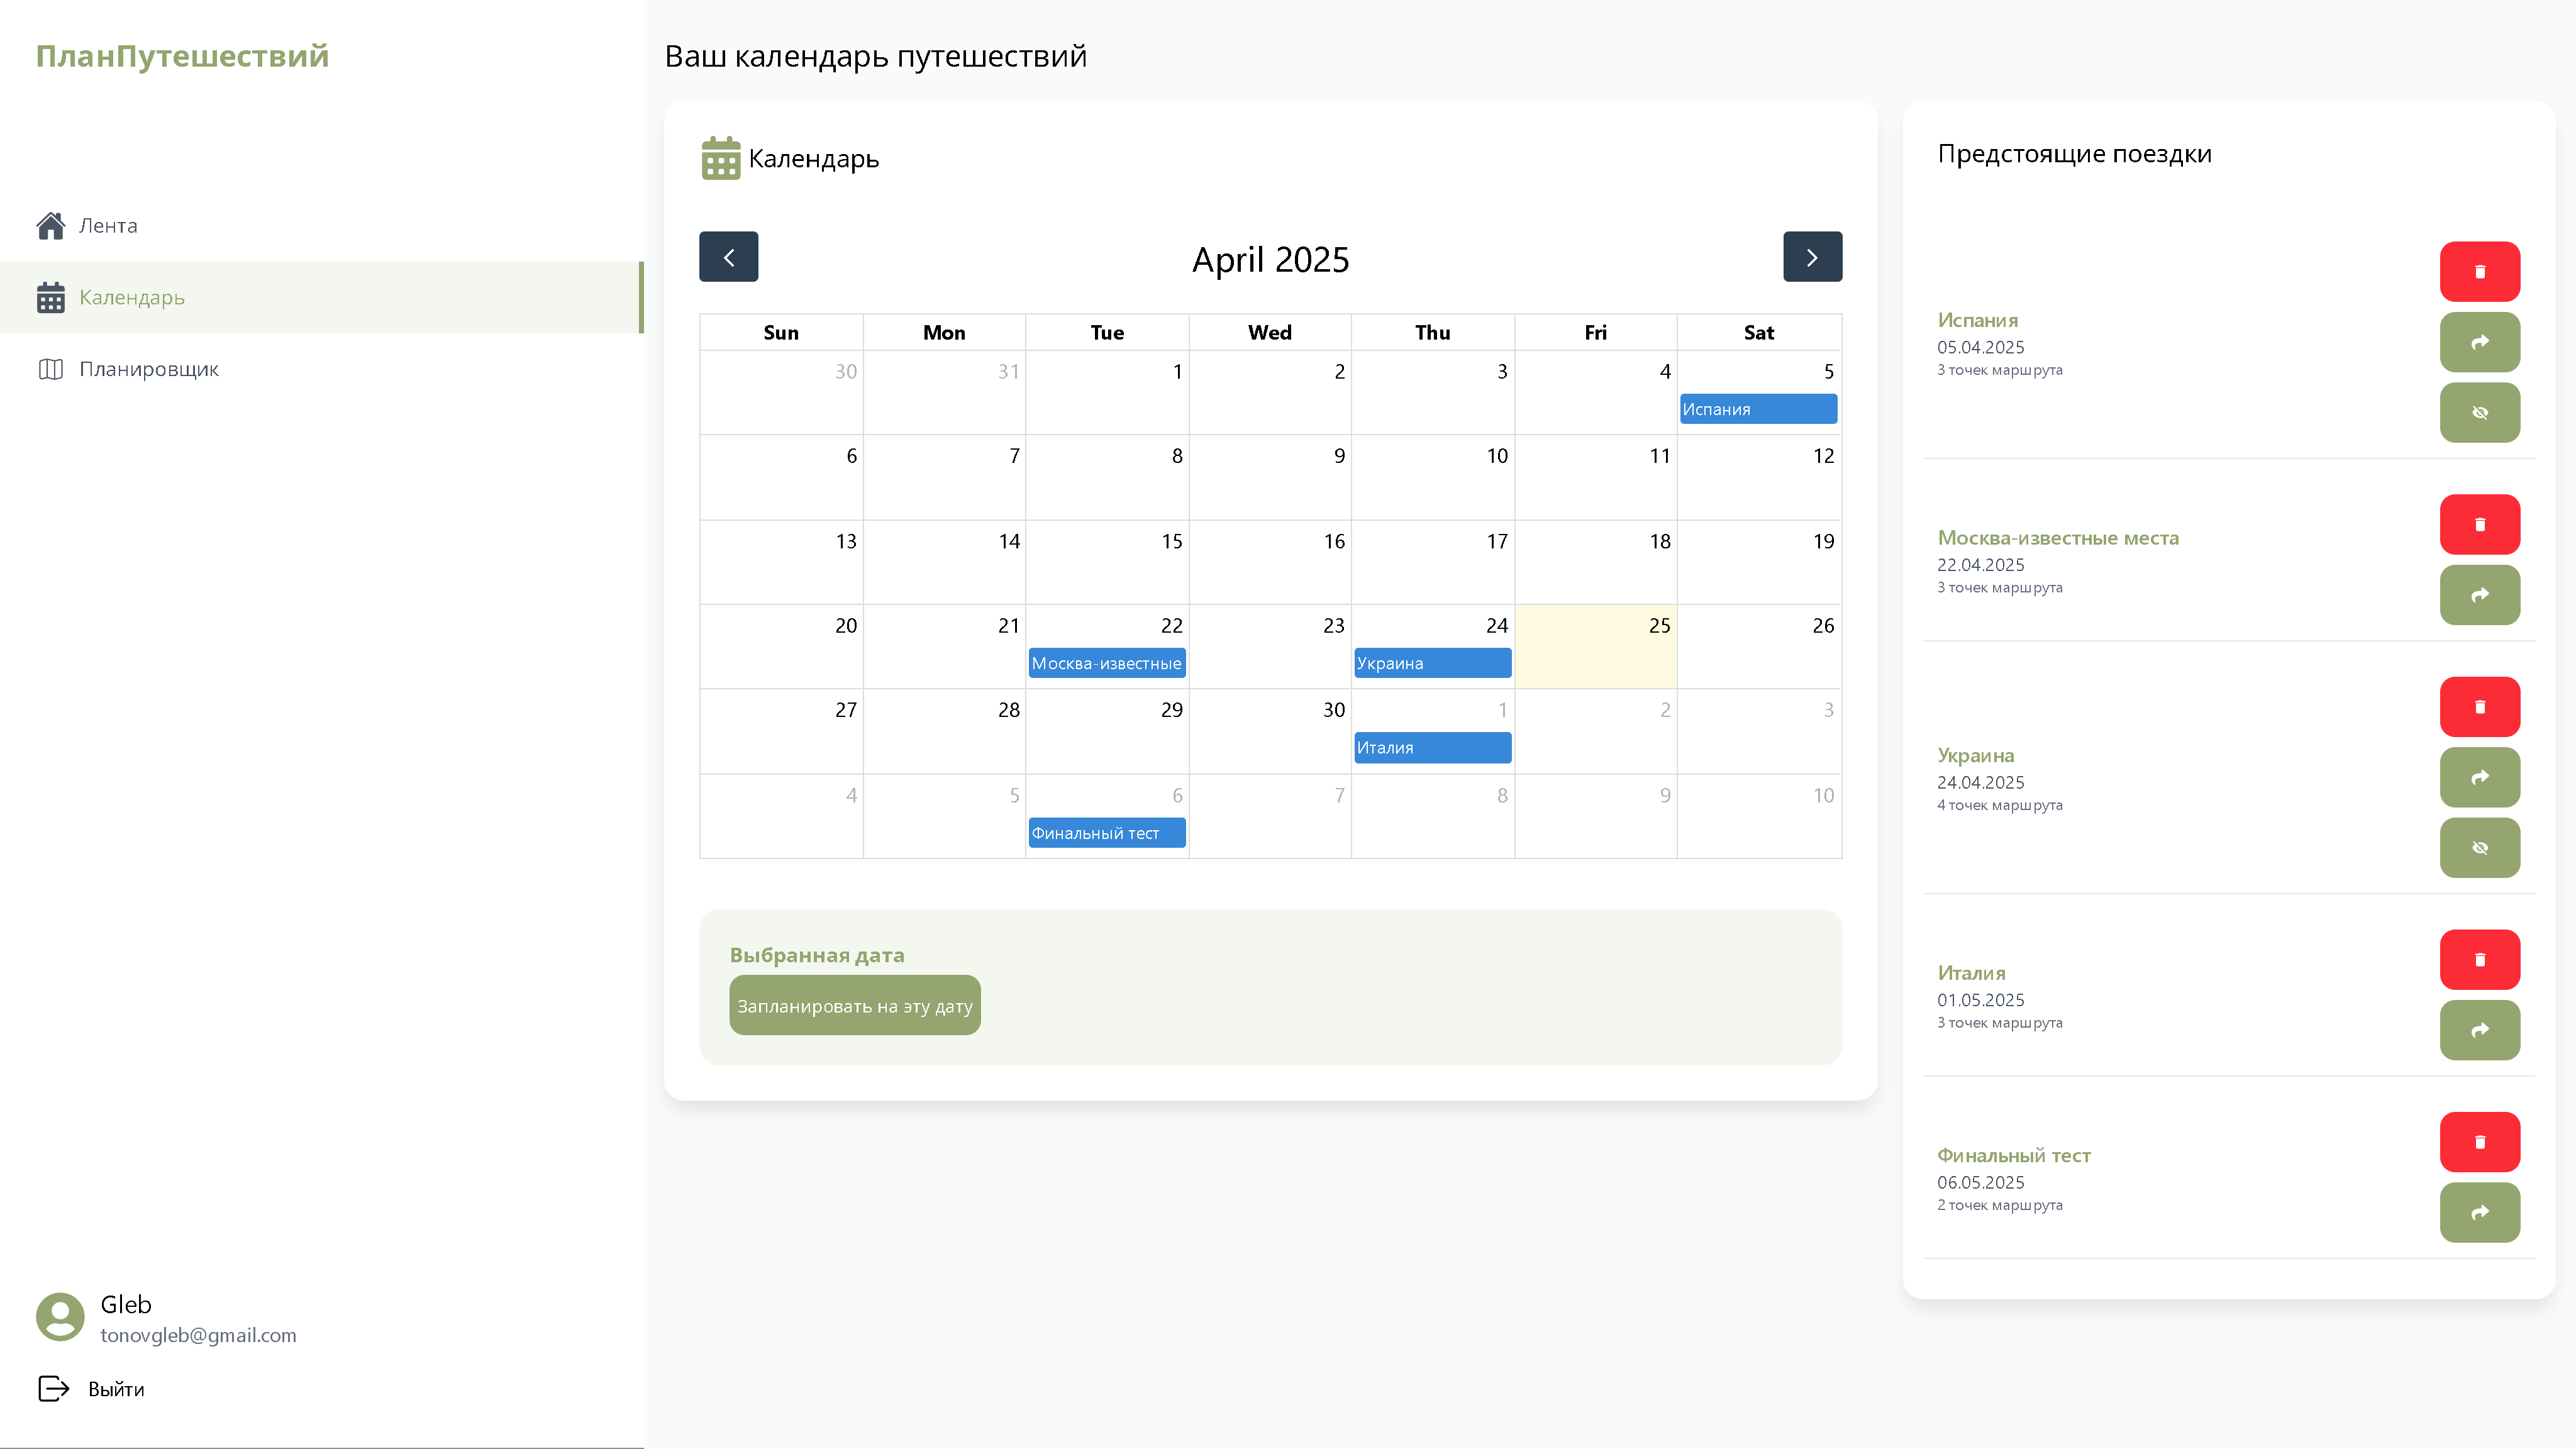 ПланПутешествий
Лента
Календарь
Планировщик
Gleb
tonovgleb@gmail.com
Выйти
Ваш календарь путешествий
Календарь
April 2025
Sun Mon Tue Wed Thu Fri Sat
30 31 1 2 3 4 5
Испания
6 7 8 9 10 11 12
13 14 15 16 17 18 19
20 21 22 23 24 25 26
Москва-известные Украина
27 28 29 30 1 2 3
Италия
4 5 6 7 8 9 10
Финальный тест
Выбранная дата
Запланировать на эту дату
Предстоящие поездки
Испания
05.04.2025
3 точек маршрута
Москва-известные места
22.04.2025
3 точек маршрута
Украина
24.04.2025
4 точек маршрута
Италия
01.05.2025
3 точек маршрута
Финальный тест
06.05.2025
2 точек маршрута